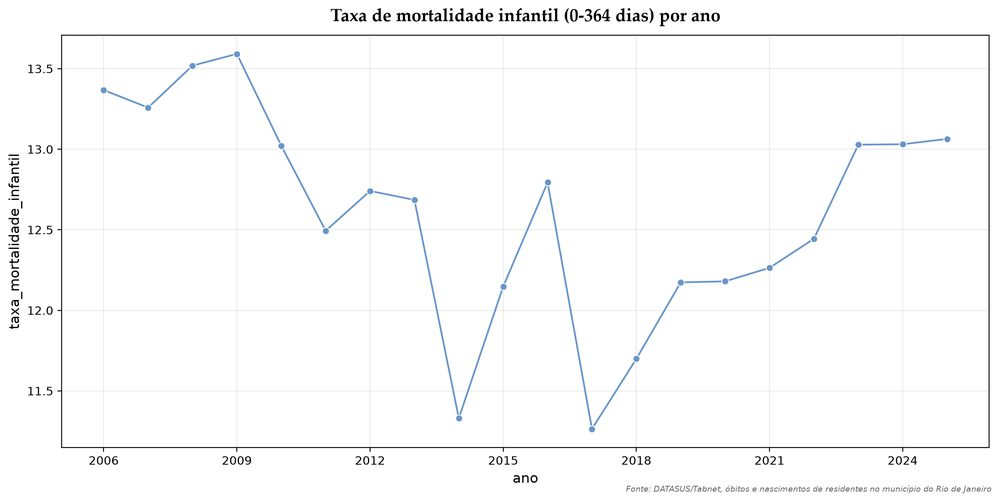 Taxa de mortalidade infantil (0-364 dias) por ano
taxa_mortalidade_infantil
13.5
13.0
12.5
12.0
11.5
2006 2009 2012 2015 2018 2021 2024
ano
Fonte: DATASUS/Tabnet, óbitos e nascimentos de residentes no município do Rio de Janeiro